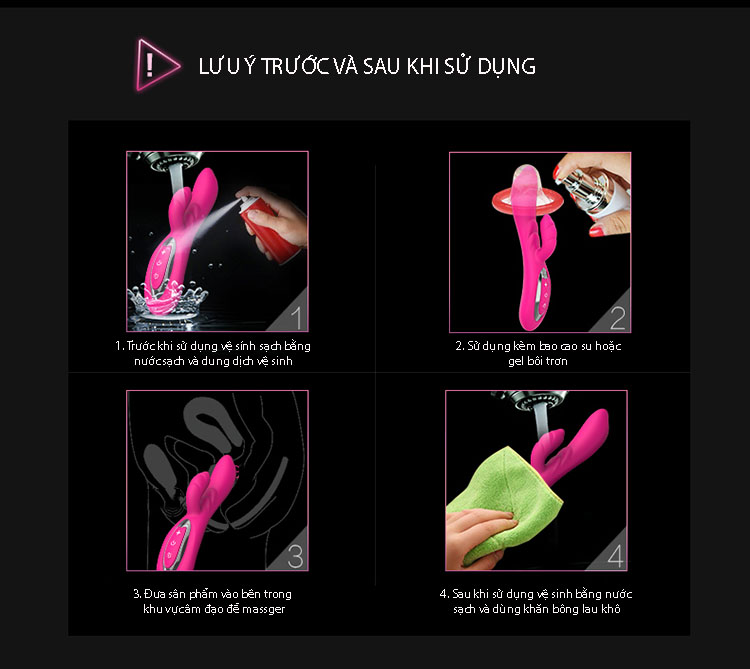 LƯU Ý TRƯỚC VÀ SAU KHI SỬ DỤNG
1
2
1. Trước khi sử dụng vệ sính sạch bằng
nước sạch và dung dịch vệ sinh
2. Sử dụng kèm bao cao su hoặc
gel bôi trơn
3
4
3. Đưa sản phẩm vào bên trong
khu vực âm đạo để massger
4. Sau khi sử dụng vệ sinh bằng nước
sạch và dùng khăn bông lau khô